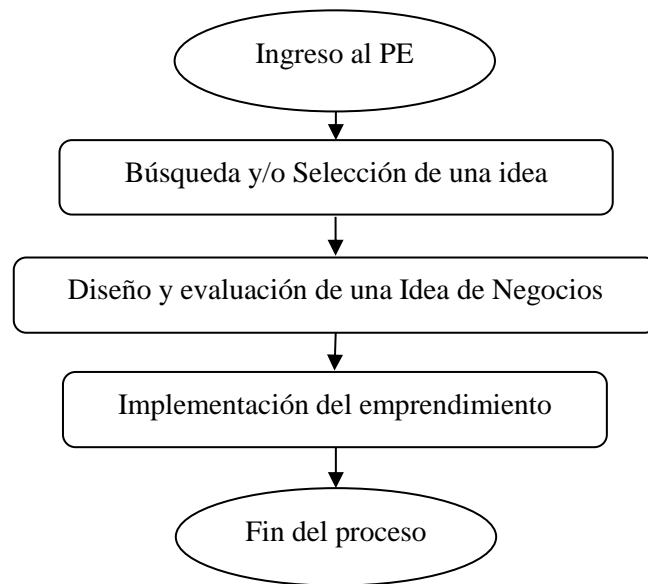 Ingreso al PE
Búsqueda y/o Selección de una idea
Diseño y evaluación de una Idea de Negocios
Implementación del emprendimiento
Fin del proceso